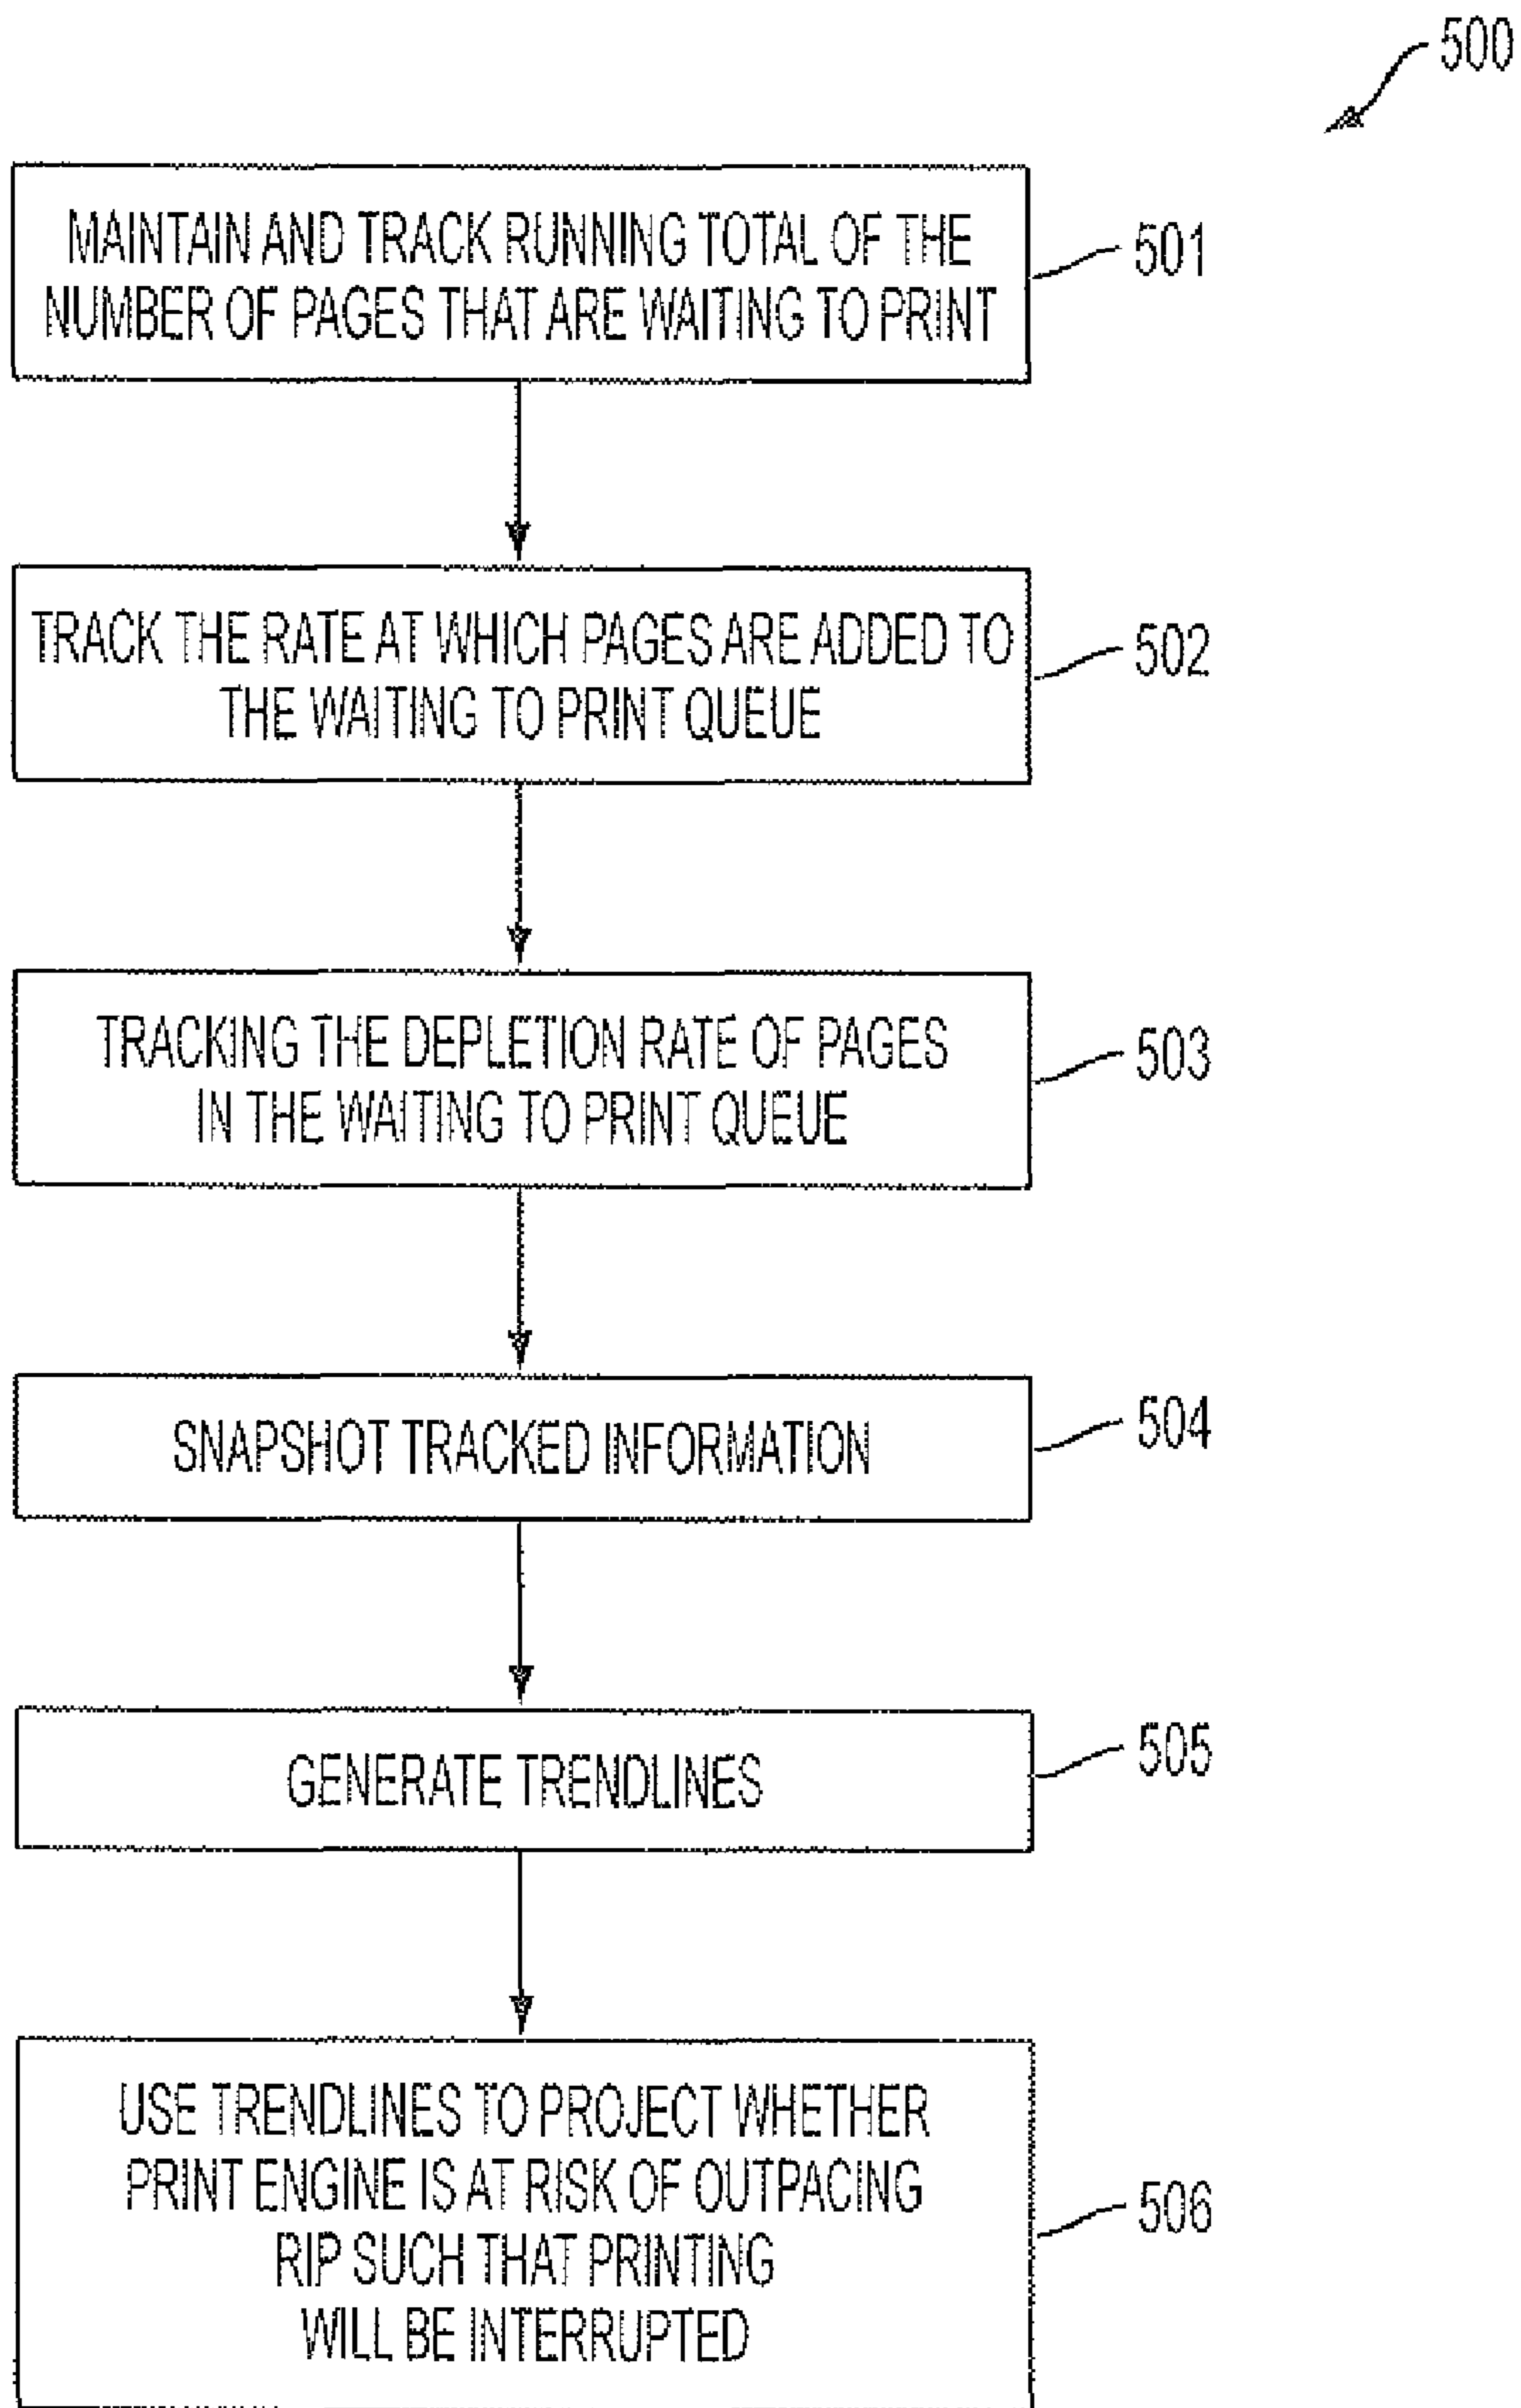 500
MAINTAIN AND TRACK RUNNING TOTAL OF THE
NUMBER OF PAGES THAT ARE WAITING TO PRINT
501
TRACK THE RATE AT WHICH PAGES ARE ADDED TO
THE WAITING TO PRINT QUEUE
502
TRACKING THE DEPLETION RATE OF PAGES
IN THE WAITING TO PRINT QUEUE
503
SNAPSHOT TRACKED INFORMATION
504
GENERATE TRENDLINES
505
USE TRENDLINES TO PROJECT WHETHER
PRINT ENGINE IS AT RISK OF OUTPACING
RIP SUCH THAT PRINTING
WILL BE INTERRUPTED
506